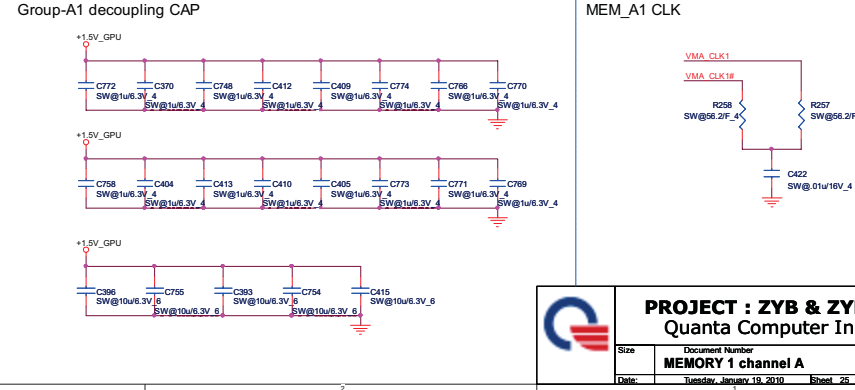 Group-A1 decoupling CAP
MEM_A1 CLK
+1.5V_GPU
C772 C370 C748 C412 C409 C774 C766 C770
SW@1u/6.3V_4 SW@1u/6.3V_4 SW@1u/6.3V_4 SW@1u/6.3V_4
SW@1u/6.3V_4 SW@1u/6.3V_4 SW@1u/6.3V_4 SW@1u/6.3V_4
VMA_CLK1
VMA_CLK1#
R258 R257
SW@56.2/F_4 SW@56.2/F
+1.5V_GPU
C758 C404 C413 C410 C405 C773 C771 C769
SW@1u/6.3V_4 SW@1u/6.3V_4 SW@1u/6.3V_4 SW@1u/6.3V_4
SW@1u/6.3V_4 SW@1u/6.3V_4 SW@1u/6.3V_4 SW@1u/6.3V_4
C422
SW@.01u/16V_4
+1.5V_GPU
C396 C755 C393 C754 C415
SW@10u/6.3V_6 SW@10u/6.3V_6 SW@10u/6.3V_6
SW@10u/6.3V_6 SW@10u/6.3V_6
PROJECT : ZYB & ZY
Quanta Computer In
Size Document Number
MEMORY 1 channel A
Date: Tuesday, January 19, 2010 Sheet 25
2 1